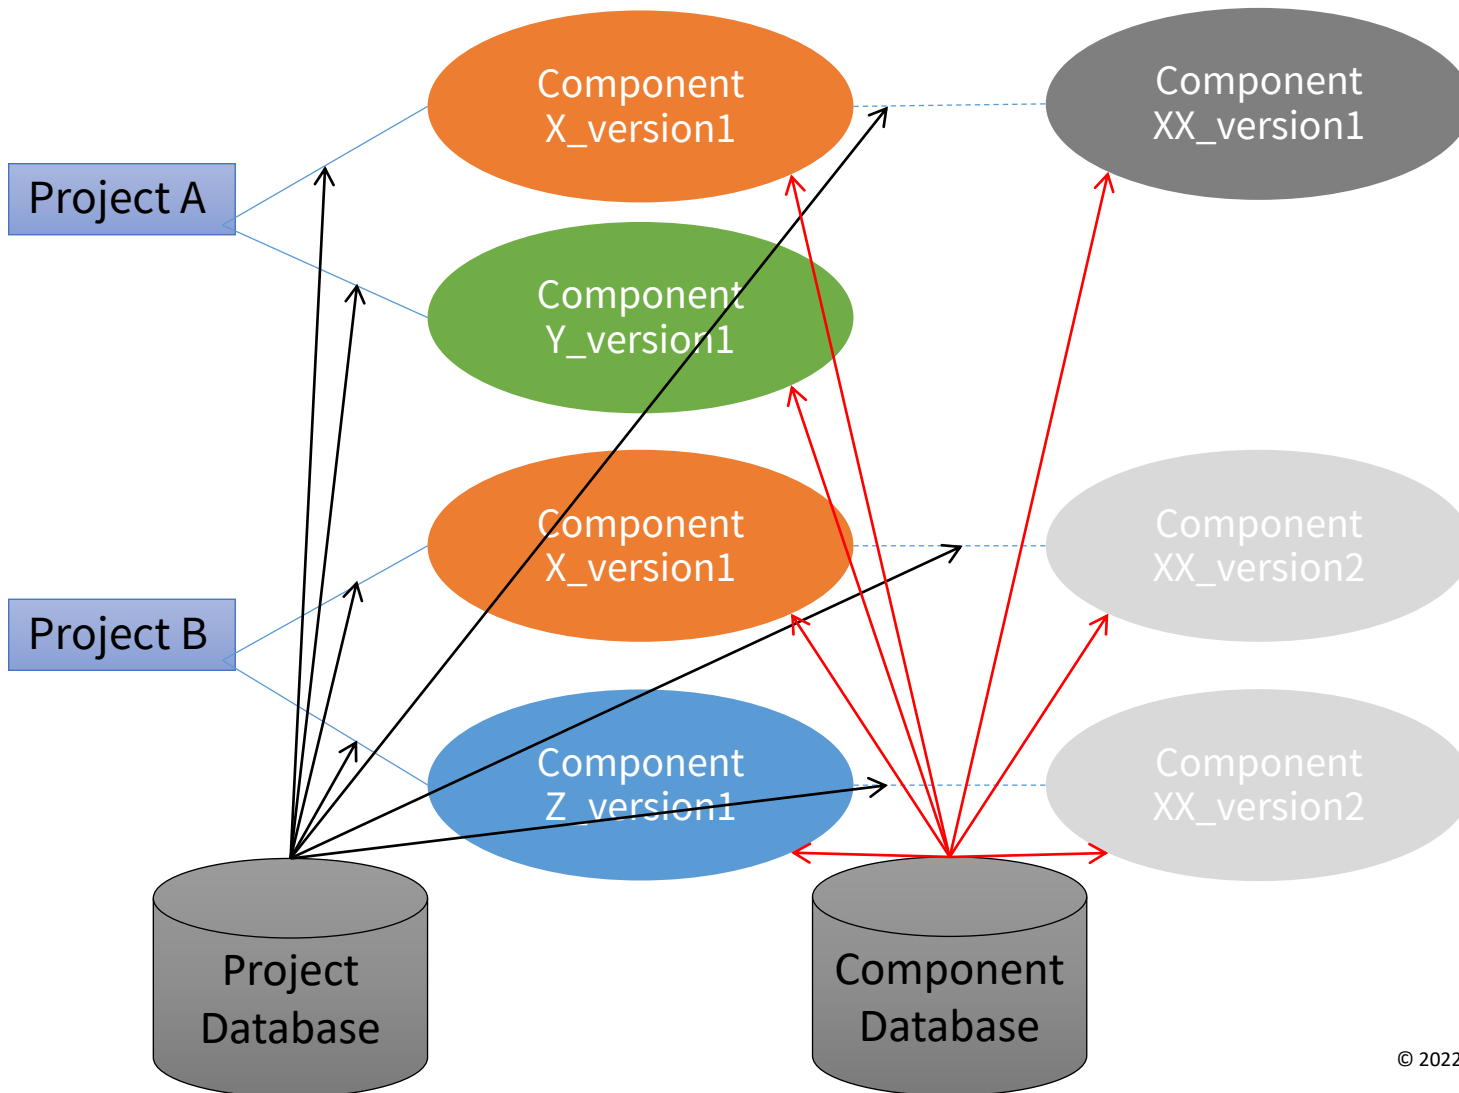 Component
X_version1
Component
XX_version1
Project A
Component
Y_version1
Component
X_version1
Component
XX_version2
Project B
Component
Z_version1
Component
XX_version2
Project
Database
Component
Database
© 2022